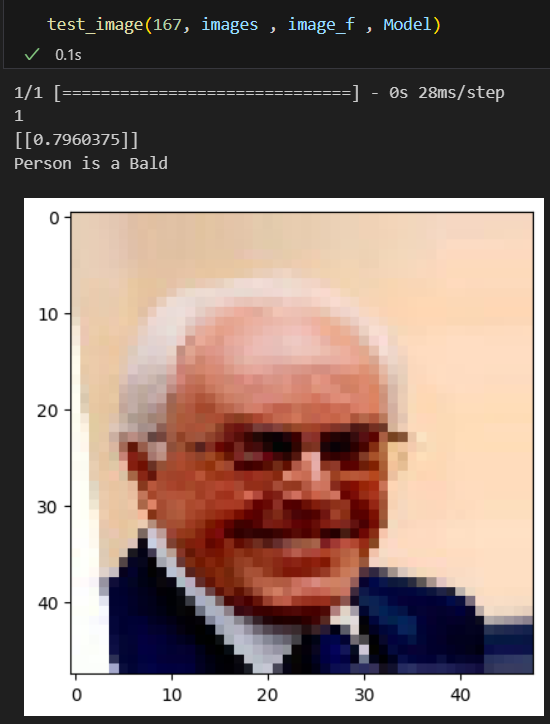 test_image(167, images , image_f , Model)
✓ 0.1s
1/1 [==============================] - 0s 28ms/step
1
[[0.7960375]]
Person is a Bald
0
10
20
30
40
0 10 20 30 40